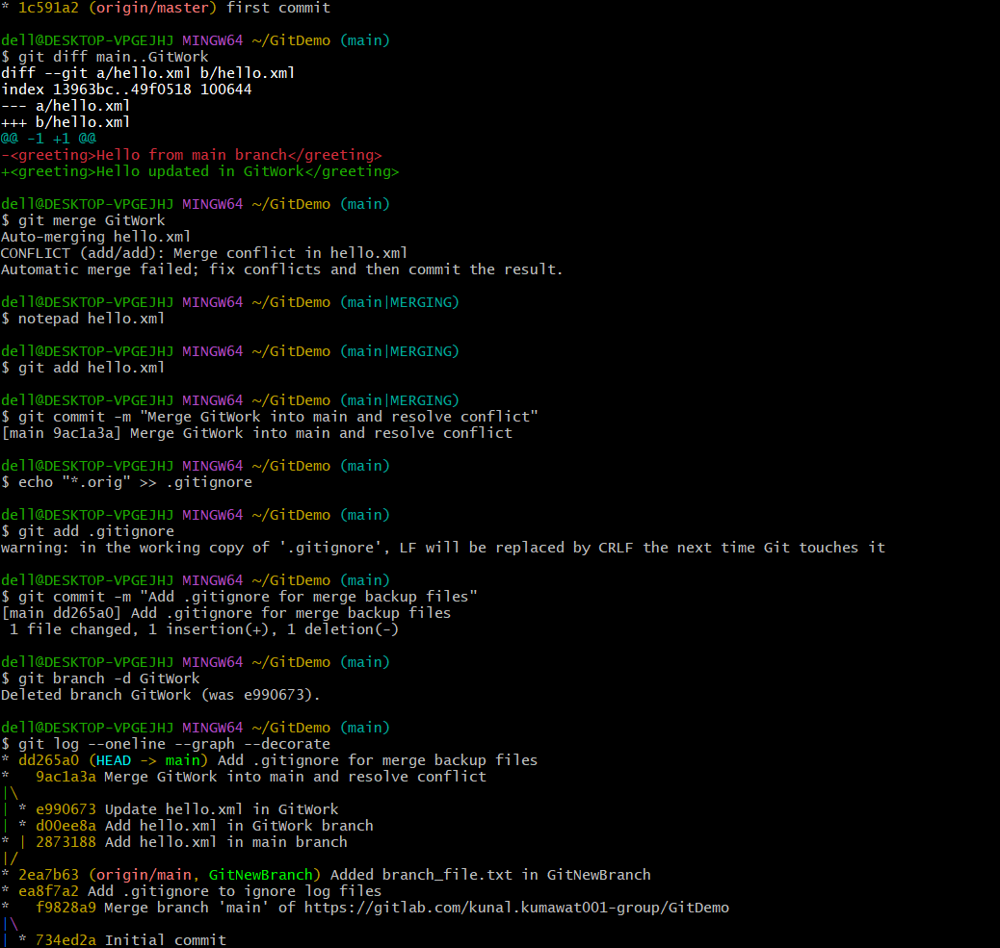 * 1c591a2 (origin/master) first commit
dell@DESKTOP-VPGEJHJ MINGW64 ~/GitDemo (main)
$ git diff main..GitWork
diff --git a/hello.xml b/hello.xml
index 13963bc..49f0518 100644
--- a/hello.xml
+++ b/hello.xml
@@ -1 +1 @@
-<greeting>Hello from main branch</greeting>
+<greeting>Hello updated in GitWork</greeting>
dell@DESKTOP-VPGEJHJ MINGW64 ~/GitDemo (main)
$ git merge GitWork
Auto-merging hello.xml
CONFLICT (add/add): Merge conflict in hello.xml
Automatic merge failed; fix conflicts and then commit the result.
dell@DESKTOP-VPGEJHJ MINGW64 ~/GitDemo (main|MERGING)
$ notepad hello.xml
dell@DESKTOP-VPGEJHJ MINGW64 ~/GitDemo (main|MERGING)
$ git add hello.xml
dell@DESKTOP-VPGEJHJ MINGW64 ~/GitDemo (main|MERGING)
$ git commit -m "Merge GitWork into main and resolve conflict"
[main 9ac1a3a] Merge GitWork into main and resolve conflict
dell@DESKTOP-VPGEJHJ MINGW64 ~/GitDemo (main)
$ echo "*.orig" >> .gitignore
dell@DESKTOP-VPGEJHJ MINGW64 ~/GitDemo (main)
$ git add .gitignore
warning: in the working copy of '.gitignore', LF will be replaced by CRLF the next time Git touches it
dell@DESKTOP-VPGEJHJ MINGW64 ~/GitDemo (main)
$ git commit -m "Add .gitignore for merge backup files"
[main dd265a0] Add .gitignore for merge backup files
 1 file changed, 1 insertion(+), 1 deletion(-)
dell@DESKTOP-VPGEJHJ MINGW64 ~/GitDemo (main)
$ git branch -d GitWork
Deleted branch GitWork (was e990673).
dell@DESKTOP-VPGEJHJ MINGW64 ~/GitDemo (main)
$ git log --oneline --graph --decorate
* dd265a0 (HEAD -> main) Add .gitignore for merge backup files
*   9ac1a3a Merge GitWork into main and resolve conflict
|\
| * e990673 Update hello.xml in GitWork
| * d00ee8a Add hello.xml in GitWork branch
* | 2873188 Add hello.xml in main branch
|/
* 2ea7b63 (origin/main, GitNewBranch) Added branch_file.txt in GitNewBranch
* ea8f7a2 Add .gitignore to ignore log files
*   f9828a9 Merge branch 'main' of https://gitlab.com/kunal.kumawat001-group/GitDemo
|\
| * 734ed2a Initial commit